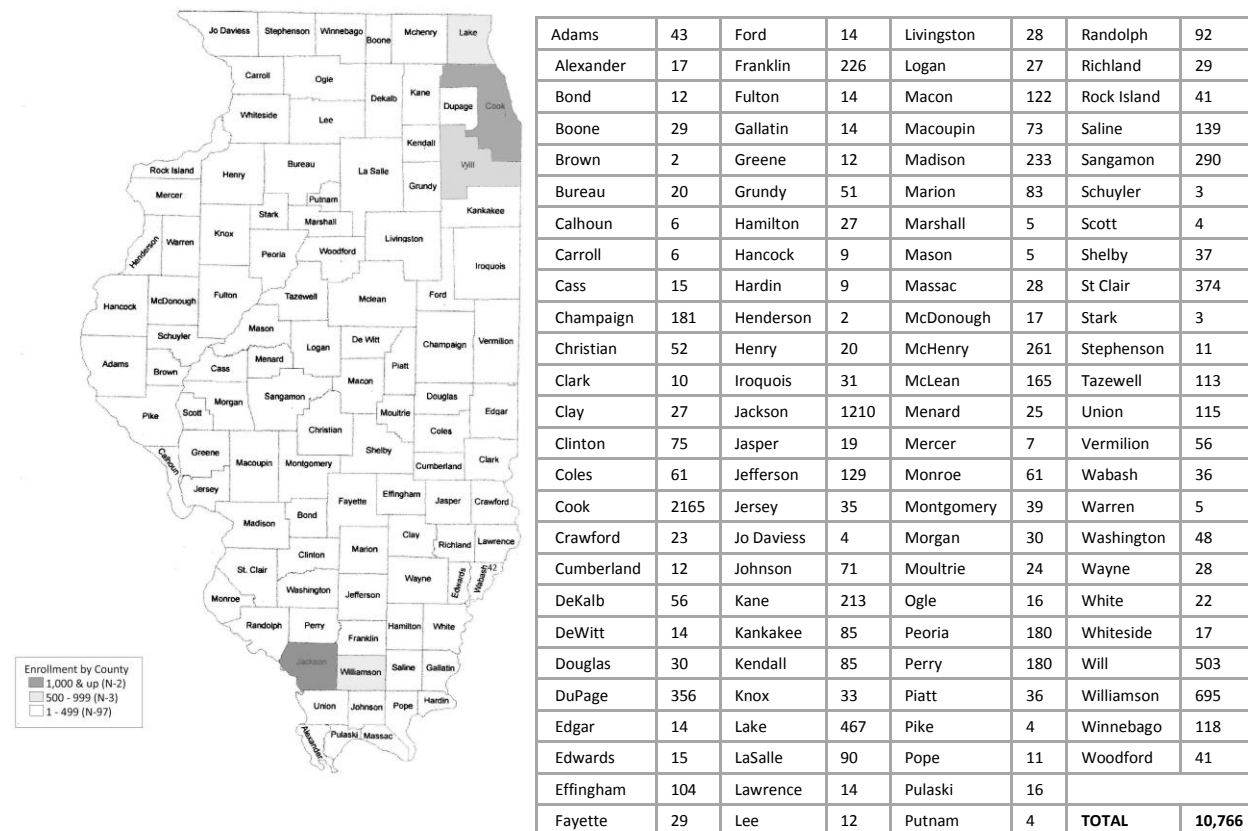 Jo Daviess Stephenson Winnebago Boone Mchenry Lake
Carroll Ogle Dekalb Kane Dupage Cook
Whiteside Lee Kendall
Rock Island Henry Bureau La Salle Grundy Will
Mercer Putnam Kankakee
Henderson Warren Knox Stark Marshall Livingston
Peoria Woodford Iroquois
Hancock McDonough Fulton Tazewell Mclean Ford
Schuyler Mason Logan De Witt Champaign Vermilion
Adams Brown Cass Menard Macon Piatt
Pike Scott Morgan Sangamon Moultrie Douglas Edgar
Christian Coles
Calhoun Greene Macoupin Montgomery Shelby Cumberland Clark
Jersey Fayette Effingham Jasper Crawford
Madison Bond Clay Richland Lawrence
Clinton Marion
St. Clair Wayne Edwards Wabash 42
Monroe Washington Jefferson
Randolph Perry Franklin Hamilton White
Jackson Williamson Saline Gallatin
Union Johnson Pope Hardin
Alexander Pulaski Massac
Enrollment by County
1,000 & up (N-2)
500 - 999 (N-3)
1 - 499 (N-97)
Adams 43 Ford 14 Livingston 28 Randolph 92
Alexander 17 Franklin 226 Logan 27 Richland 29
Bond 12 Fulton 14 Macon 122 Rock Island 41
Boone 29 Gallatin 14 Macoupin 73 Saline 139
Brown 2 Greene 12 Madison 233 Sangamon 290
Bureau 20 Grundy 51 Marion 83 Schuyler 3
Calhoun 6 Hamilton 27 Marshall 5 Scott 4
Carroll 6 Hancock 9 Mason 5 Shelby 37
Cass 15 Hardin 9 Massac 28 St Clair 374
Champaign 181 Henderson 2 McDonough 17 Stark 3
Christian 52 Henry 20 McHenry 261 Stephenson 11
Clark 10 Iroquois 31 McLean 165 Tazewell 113
Clay 27 Jackson 1210 Menard 25 Union 115
Clinton 75 Jasper 19 Mercer 7 Vermilion 56
Coles 61 Jefferson 129 Monroe 61 Wabash 36
Cook 2165 Jersey 35 Montgomery 39 Warren 5
Crawford 23 Jo Daviess 4 Morgan 30 Washington 48
Cumberland 12 Johnson 71 Moultrie 24 Wayne 28
DeKalb 56 Kane 213 Ogle 16 White 22
DeWitt 14 Kankakee 85 Peoria 180 Whiteside 17
Douglas 30 Kendall 85 Perry 180 Will 503
DuPage 356 Knox 33 Piatt 36 Williamson 695
Edgar 14 Lake 467 Pike 4 Winnebago 118
Edwards 15 LaSalle 90 Pope 11 Woodford 41
Effingham 104 Lawrence 14 Pulaski 16
Fayette 29 Lee 12 Putnam 4 TOTAL 10,766